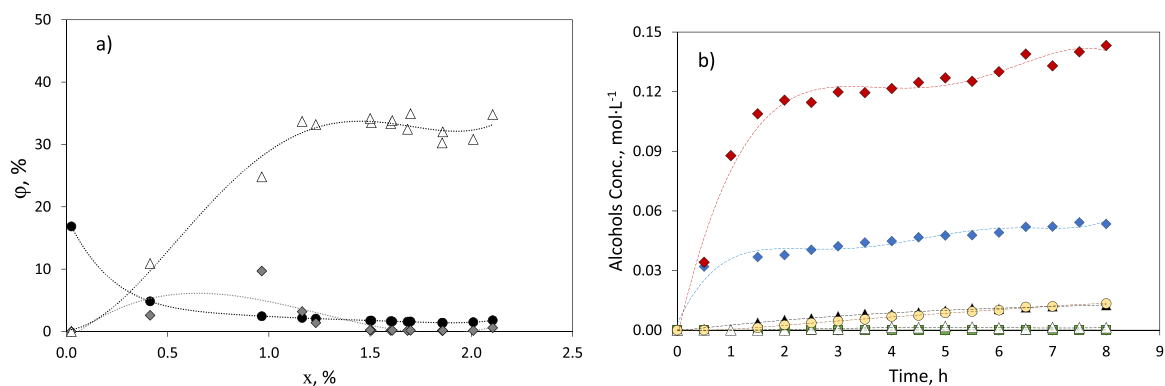 a)
50
40
30
20
10
0
φ, %
0.0 0.5 1.0 1.5 2.0 2.5
x, %
b)
0.15
0.12
0.09
0.06
0.03
0.00
Alcohols Conc., mol·L⁻¹
0 1 2 3 4 5 6 7 8 9
Time, h